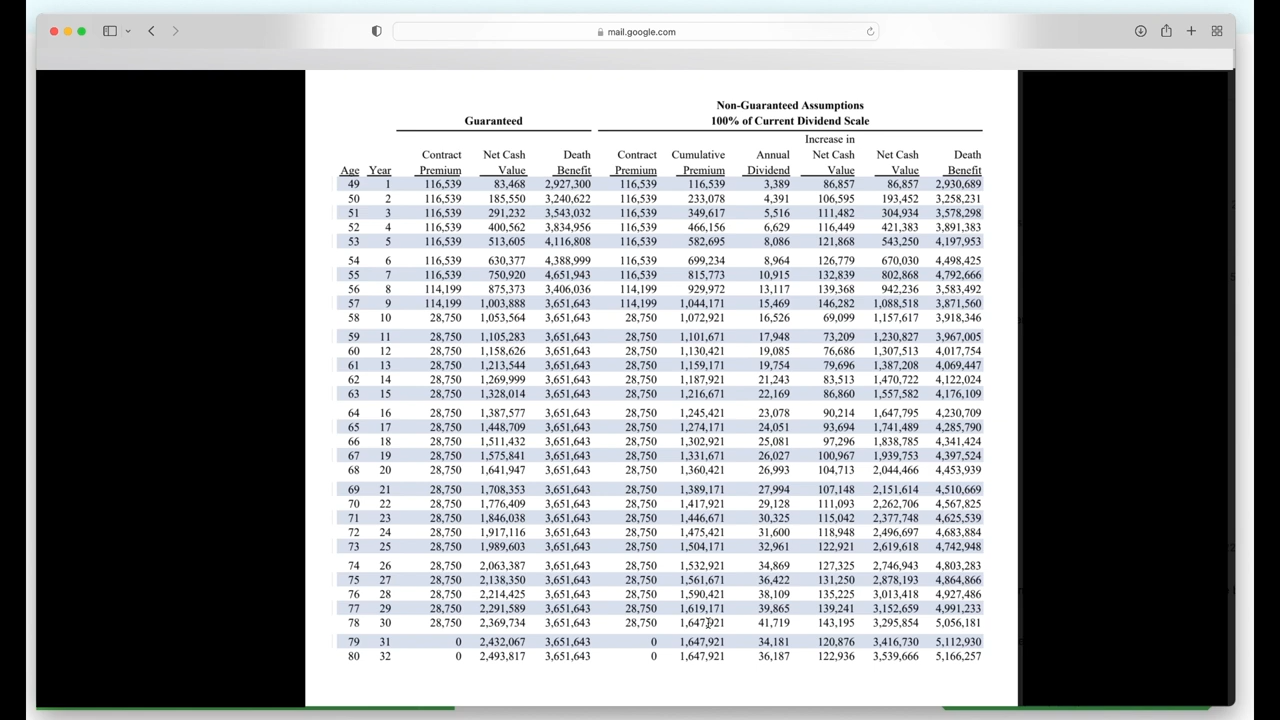 mail.google.com
Non-Guaranteed Assumptions
Guaranteed 100% of Current Dividend Scale
Increase in
Contract Net Cash Death Contract Cumulative Annual Net Cash Net Cash Death
Age Year Premium Value Benefit Premium Premium Dividend Value Value Benefit
49 1 116,539 83,468 2,927,300 116,539 116,539 3,389 86,857 86,857 2,930,689
50 2 116,539 185,550 3,240,622 116,539 233,078 4,391 106,595 193,452 3,258,231
51 3 116,539 291,232 3,543,032 116,539 349,617 5,516 111,482 304,934 3,578,298
52 4 116,539 400,562 3,834,956 116,539 466,156 6,629 116,449 421,383 3,891,383
53 5 116,539 513,605 4,116,808 116,539 582,695 8,086 121,868 543,250 4,197,953
54 6 116,539 630,377 4,388,999 116,539 699,234 8,964 126,779 670,030 4,498,425
55 7 116,539 750,920 4,651,943 116,539 815,773 10,915 132,839 802,868 4,792,666
56 8 114,199 875,373 3,406,036 114,199 929,972 13,117 139,368 942,236 3,583,492
57 9 114,199 1,003,888 3,651,643 114,199 1,044,171 15,469 146,282 1,088,518 3,871,560
58 10 28,750 1,053,564 3,651,643 28,750 1,072,921 16,526 69,099 1,157,617 3,918,346
59 11 28,750 1,105,283 3,651,643 28,750 1,101,671 17,948 73,209 1,230,827 3,967,005
60 12 28,750 1,158,626 3,651,643 28,750 1,130,421 19,085 76,686 1,307,513 4,017,754
61 13 28,750 1,213,544 3,651,643 28,750 1,159,171 19,754 79,696 1,387,208 4,069,447
62 14 28,750 1,269,999 3,651,643 28,750 1,187,921 21,243 83,513 1,470,722 4,122,024
63 15 28,750 1,328,014 3,651,643 28,750 1,216,671 22,169 86,860 1,557,582 4,176,109
64 16 28,750 1,387,577 3,651,643 28,750 1,245,421 23,078 90,214 1,647,795 4,230,709
65 17 28,750 1,448,709 3,651,643 28,750 1,274,171 24,051 93,694 1,741,489 4,285,790
66 18 28,750 1,511,432 3,651,643 28,750 1,302,921 25,081 97,296 1,838,785 4,341,424
67 19 28,750 1,575,841 3,651,643 28,750 1,331,671 26,027 100,967 1,939,753 4,397,524
68 20 28,750 1,641,947 3,651,643 28,750 1,360,421 26,993 104,713 2,044,466 4,453,939
69 21 28,750 1,708,353 3,651,643 28,750 1,389,171 27,994 107,148 2,151,614 4,510,669
70 22 28,750 1,776,409 3,651,643 28,750 1,417,921 29,128 111,093 2,262,706 4,567,825
71 23 28,750 1,846,038 3,651,643 28,750 1,446,671 30,325 115,042 2,377,748 4,625,539
72 24 28,750 1,917,116 3,651,643 28,750 1,475,421 31,600 118,948 2,496,697 4,683,884
73 25 28,750 1,989,603 3,651,643 28,750 1,504,171 32,961 122,921 2,619,618 4,742,948
74 26 28,750 2,063,387 3,651,643 28,750 1,532,921 34,869 127,325 2,746,943 4,803,283
75 27 28,750 2,138,350 3,651,643 28,750 1,561,671 36,422 131,250 2,878,193 4,864,866
76 28 28,750 2,214,425 3,651,643 28,750 1,590,421 38,109 135,225 3,013,418 4,927,486
77 29 28,750 2,291,589 3,651,643 28,750 1,619,171 39,865 139,241 3,152,659 4,991,233
78 30 28,750 2,369,734 3,651,643 28,750 1,647,921 41,719 143,195 3,295,854 5,056,181
79 31 0 2,432,067 3,651,643 0 1,647,921 34,181 120,876 3,416,730 5,112,930
80 32 0 2,493,817 3,651,643 0 1,647,921 36,187 122,936 3,539,666 5,166,257